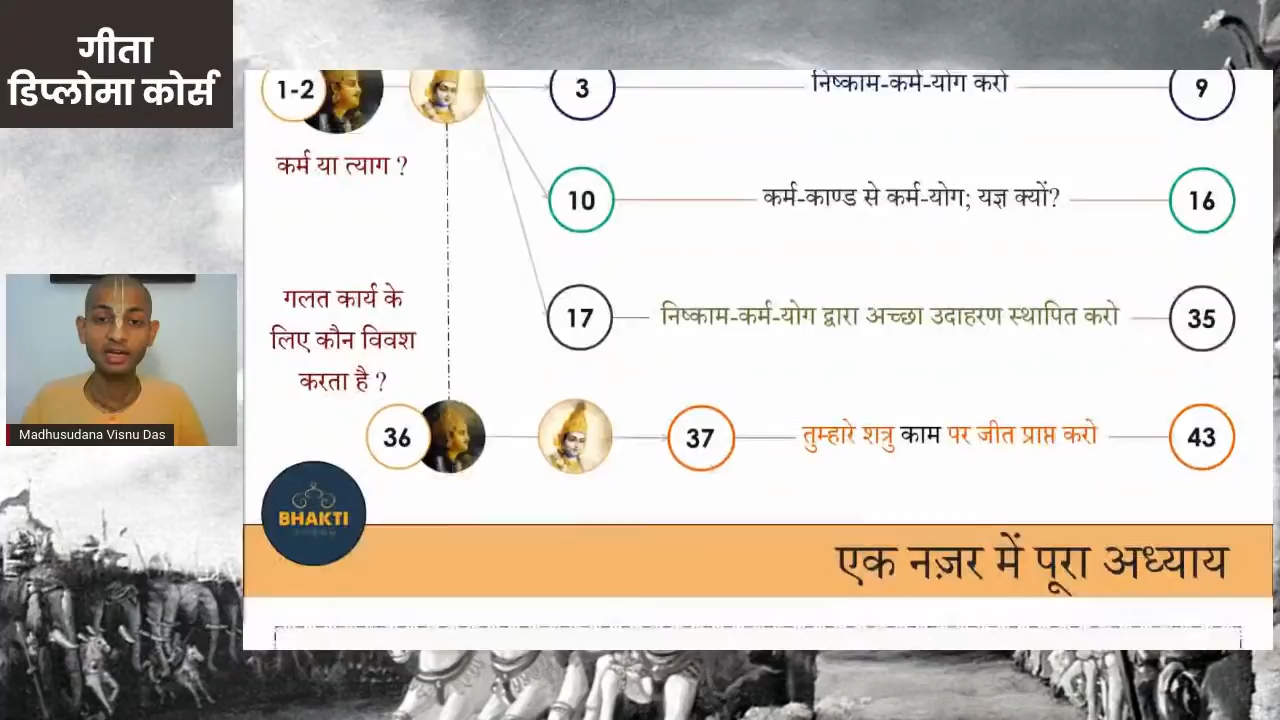 गीता
डिप्लोमा कोर्स
1-2
3
निष्काम-कर्म-योग करो
9
कर्म या त्याग ?
10
कर्म-काण्ड से कर्म-योग; यज्ञ क्यों?
16
गलत कार्य के
लिए कौन विवश
करता है ?
17
निष्काम-कर्म-योग द्वारा अच्छा उदाहरण स्थापित करो
35
36
37
तुम्हारे शत्रु काम पर जीत प्राप्त करो
43
Madhusudana Visnu Das
BHAKTI
एक नज़र में पूरा अध्याय